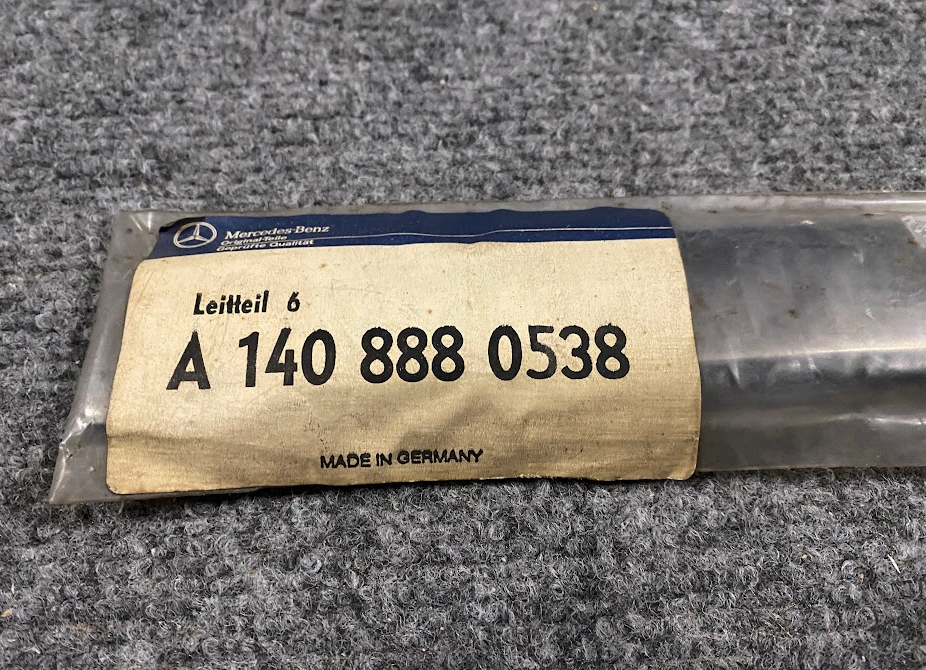 Mercedes-Benz
Original-Teile
Geprüfte Qualität
Leitteil 6
A 140 888 0538
MADE IN GERMANY